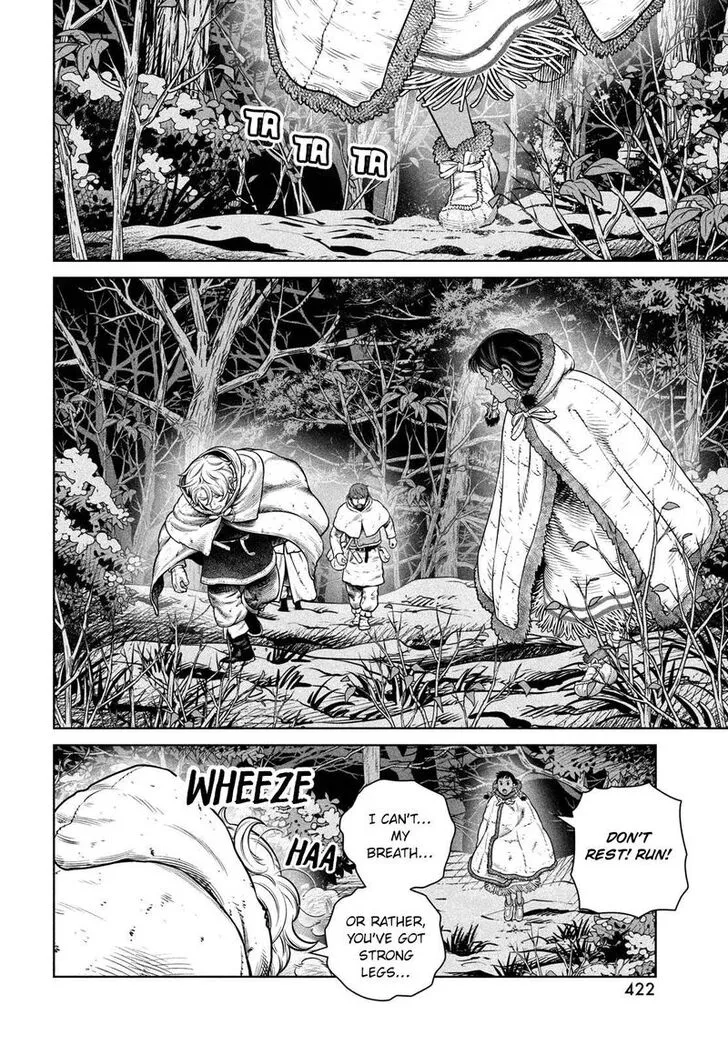 TA
TA
TA
WHEEZE
HAA
DON'T
REST! RUN!
I CAN'T...
MY
BREATH...
OR RATHER,
YOU'VE GOT
STRONG
LEGS...
422